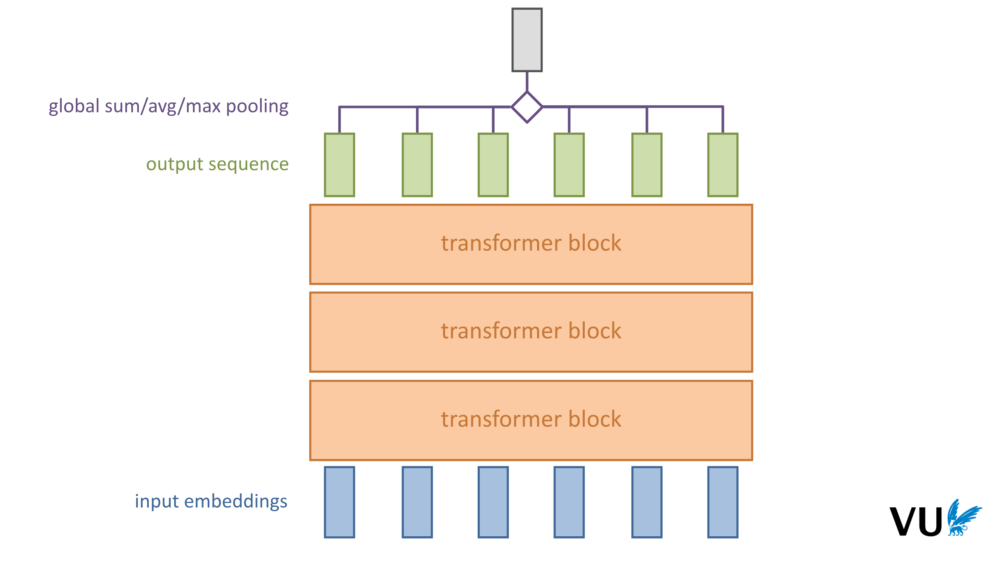 global sum/avg/max pooling
output sequence
transformer block
transformer block
transformer block
input embeddings
VU